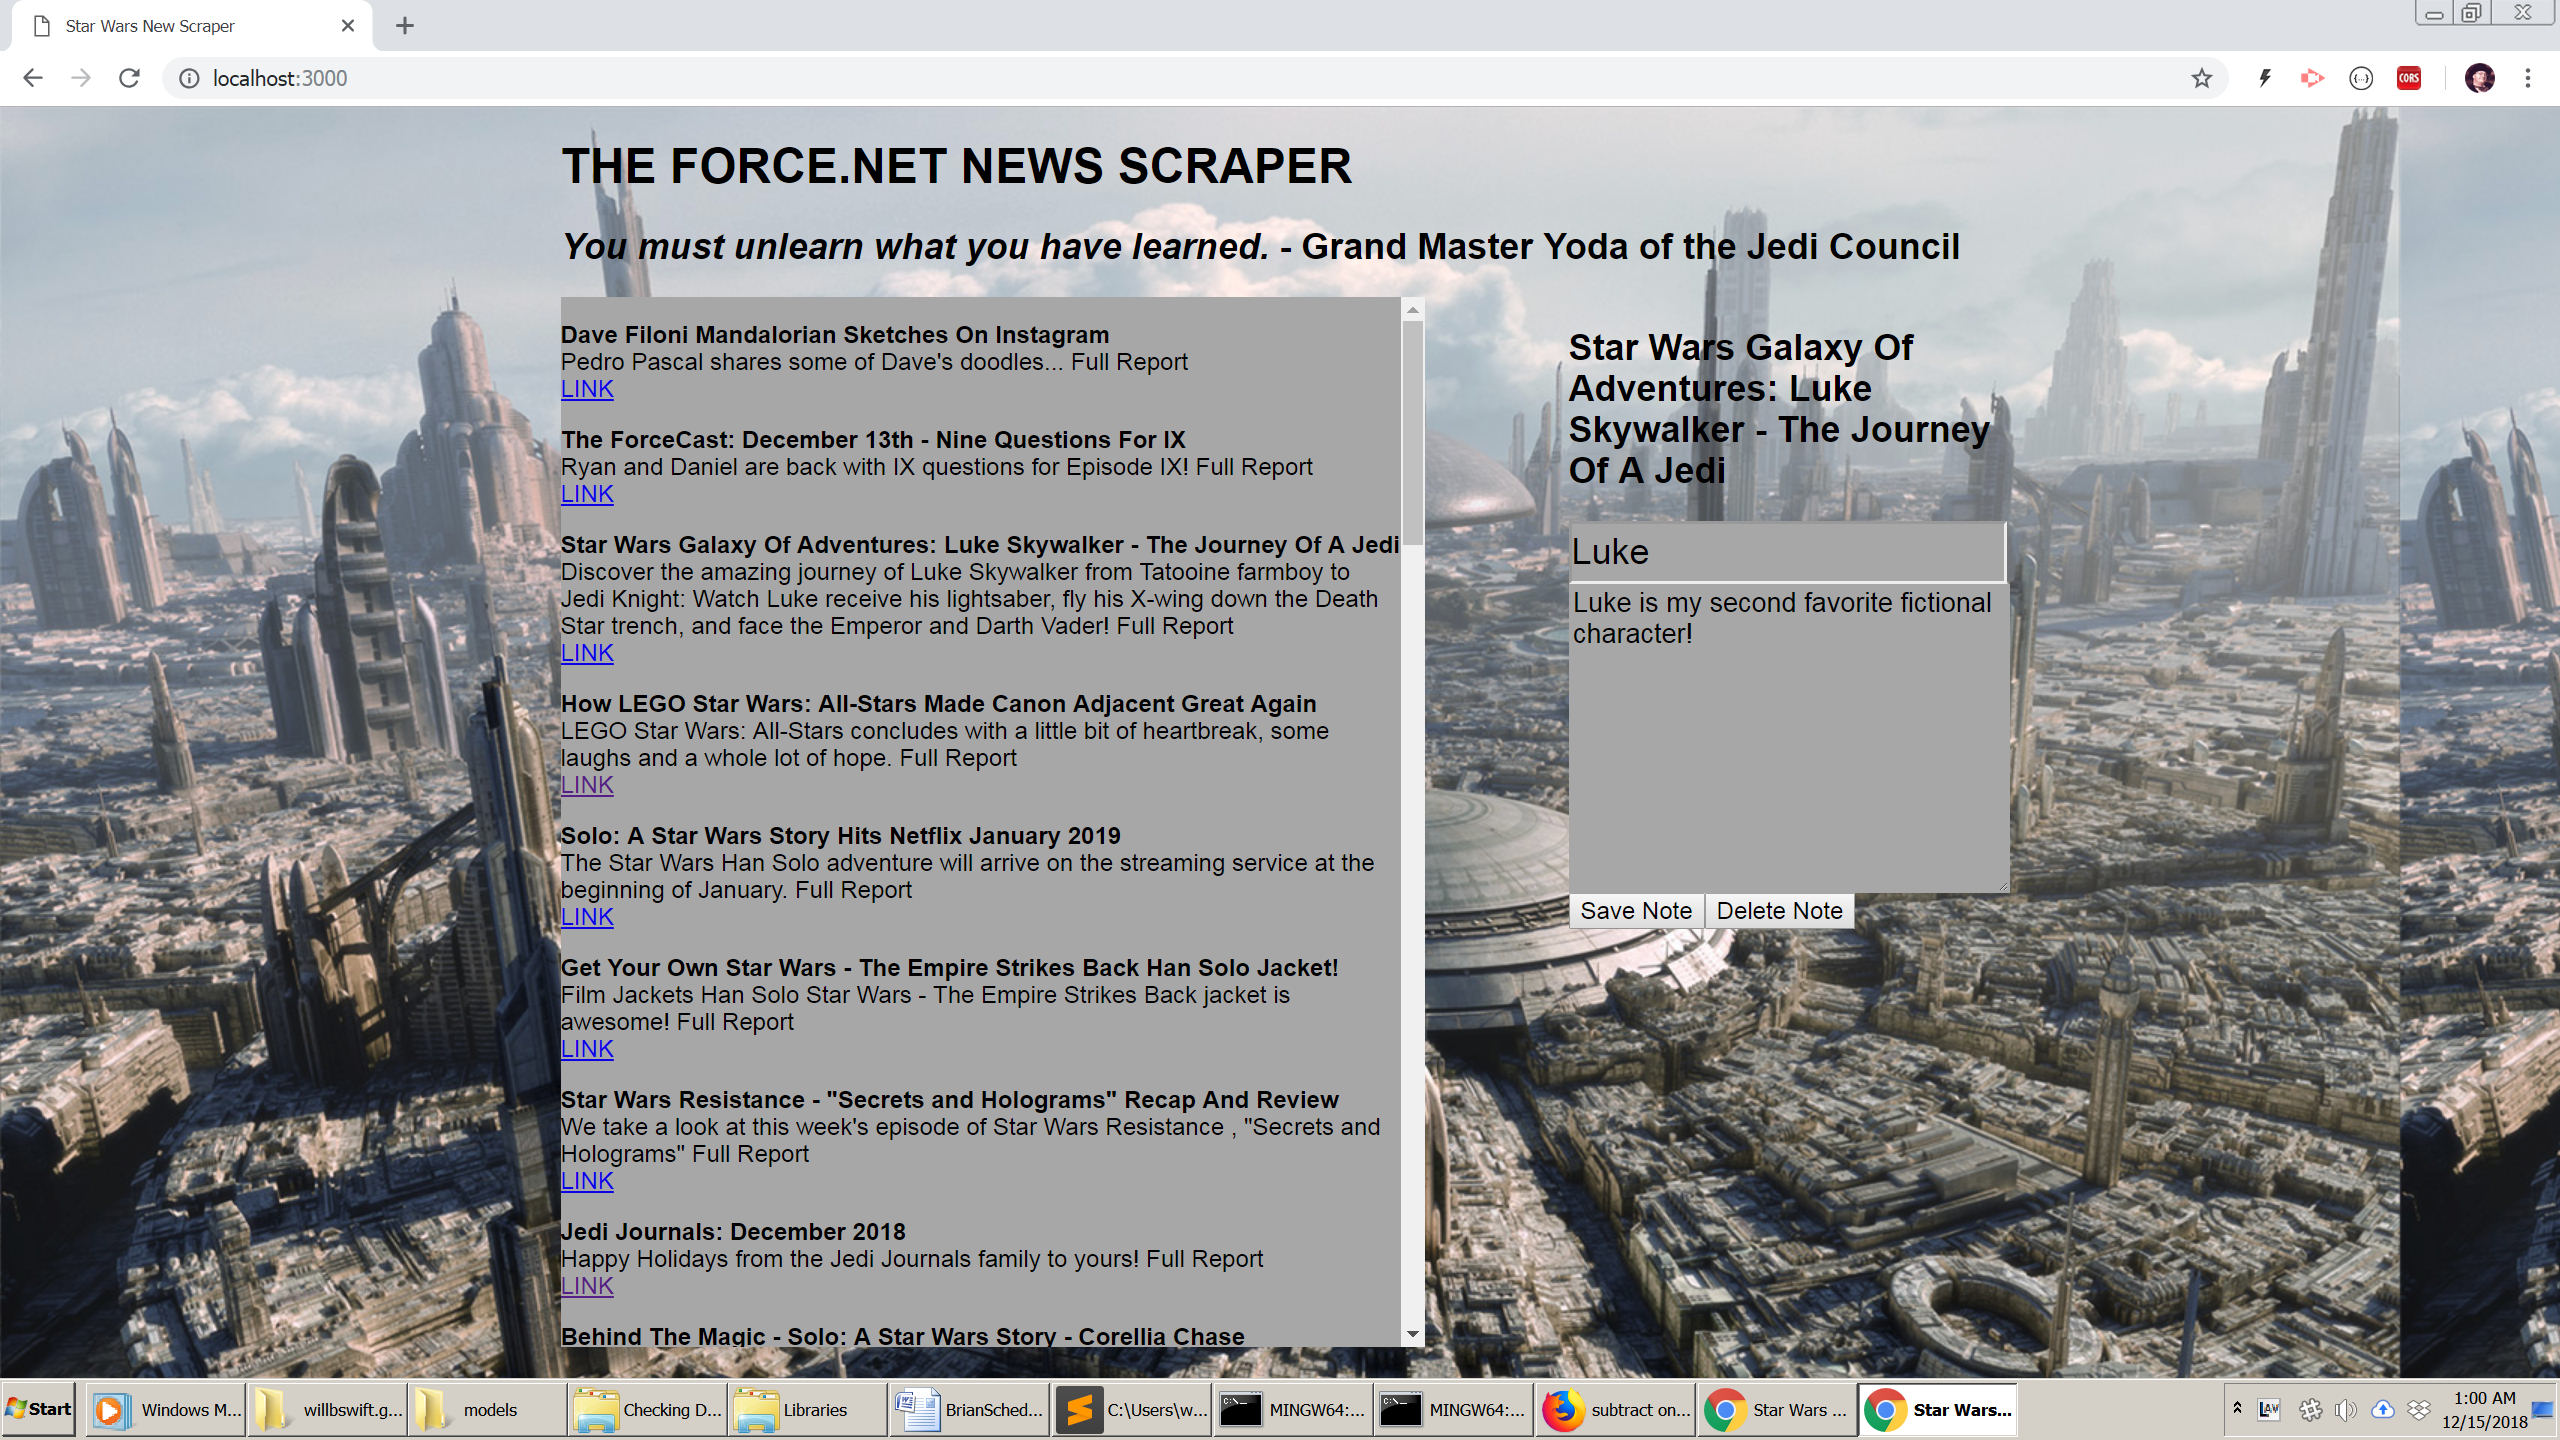 Star Wars New Scraper
localhost:3000
CORS
THE FORCE.NET NEWS SCRAPER
You must unlearn what you have learned. - Grand Master Yoda of the Jedi Council
Dave Filoni Mandalorian Sketches On Instagram
Pedro Pascal shares some of Dave's doodles... Full Report
LINK
The ForceCast: December 13th - Nine Questions For IX
Ryan and Daniel are back with IX questions for Episode IX! Full Report
LINK
Star Wars Galaxy Of Adventures: Luke Skywalker - The Journey Of A Jedi
Discover the amazing journey of Luke Skywalker from Tatooine farmboy to
Jedi Knight: Watch Luke receive his lightsaber, fly his X-wing down the Death
Star trench, and face the Emperor and Darth Vader! Full Report
LINK
How LEGO Star Wars: All-Stars Made Canon Adjacent Great Again
LEGO Star Wars: All-Stars concludes with a little bit of heartbreak, some
laughs and a whole lot of hope. Full Report
LINK
Solo: A Star Wars Story Hits Netflix January 2019
The Star Wars Han Solo adventure will arrive on the streaming service at the
beginning of January. Full Report
LINK
Get Your Own Star Wars - The Empire Strikes Back Han Solo Jacket!
Film Jackets Han Solo Star Wars - The Empire Strikes Back jacket is
awesome! Full Report
LINK
Star Wars Resistance - "Secrets and Holograms" Recap And Review
We take a look at this week's episode of Star Wars Resistance , "Secrets and
Holograms" Full Report
LINK
Jedi Journals: December 2018
Happy Holidays from the Jedi Journals family to yours! Full Report
LINK
Behind The Magic - Solo: A Star Wars Story - Corellia Chase
Star Wars Galaxy Of
Adventures: Luke
Skywalker - The Journey
Of A Jedi
Luke
Luke is my second favorite fictional
character!
Save Note
Delete Note
Start
Windows M...
willbswift.g...
models
Checking D...
Libraries
BrianSched...
C:\Users\w...
MINGW64:...
MINGW64:...
subtract on...
Star Wars ...
Star Wars...
LAV
1:00 AM
12/15/2018